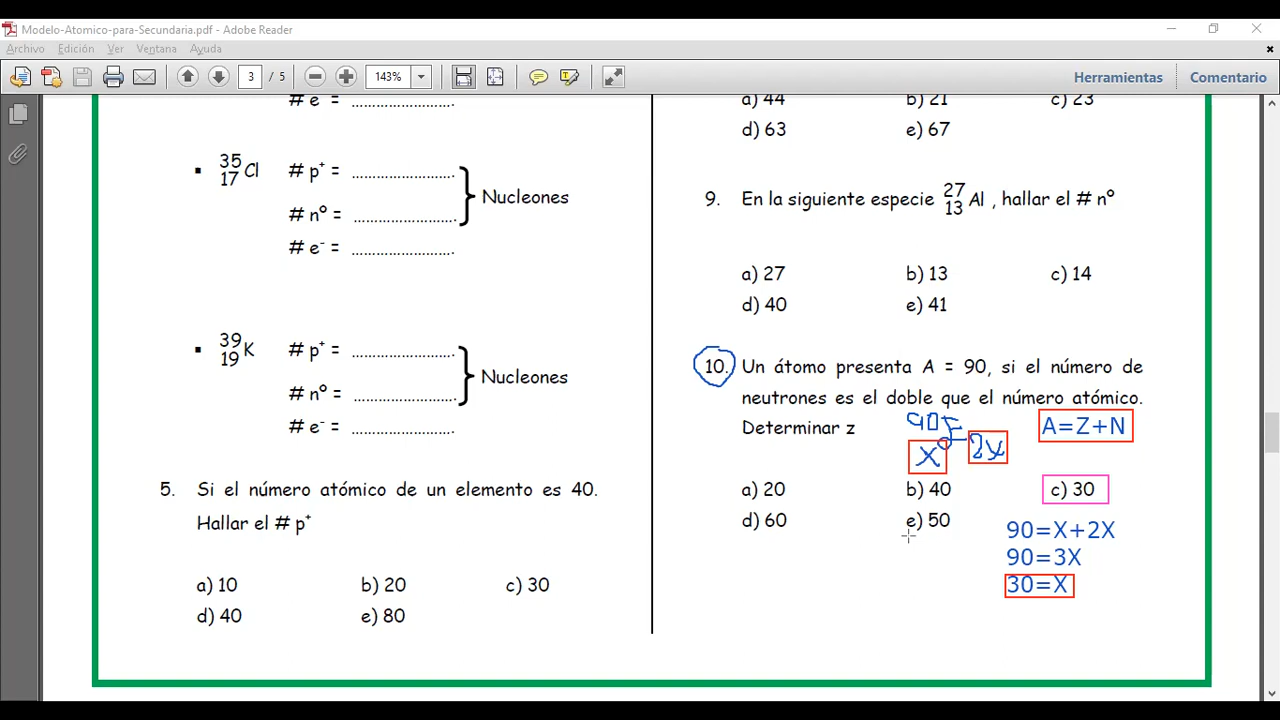 Modelo-Atomico-para-Secundaria.pdf - Adobe Reader
Archivo Edición Ver Ventana Ayuda
3 / 5 143% Herramientas Comentario
# e =
35
17 Cl # p+ = ........................
# n° = ........................
# e- = ........................
Nucleones
39
19 K # p+ = ........................
# n° = ........................
# e- = ........................
Nucleones
5. Si el número atómico de un elemento es 40.
Hallar el # p+
a) 10 b) 20 c) 30
d) 40 e) 80
a) 44 b) 21 c) 23
d) 63 e) 67
9. En la siguiente especie 27 13 Al , hallar el # n°
a) 27 b) 13 c) 14
d) 40 e) 41
10. Un átomo presenta A = 90, si el número de
neutrones es el doble que el número atómico.
Determinar z
90 E
X 2X
A=Z+N
a) 20 b) 40 c) 30
d) 60 e) 50
90=X+2X
90=3X
30=X